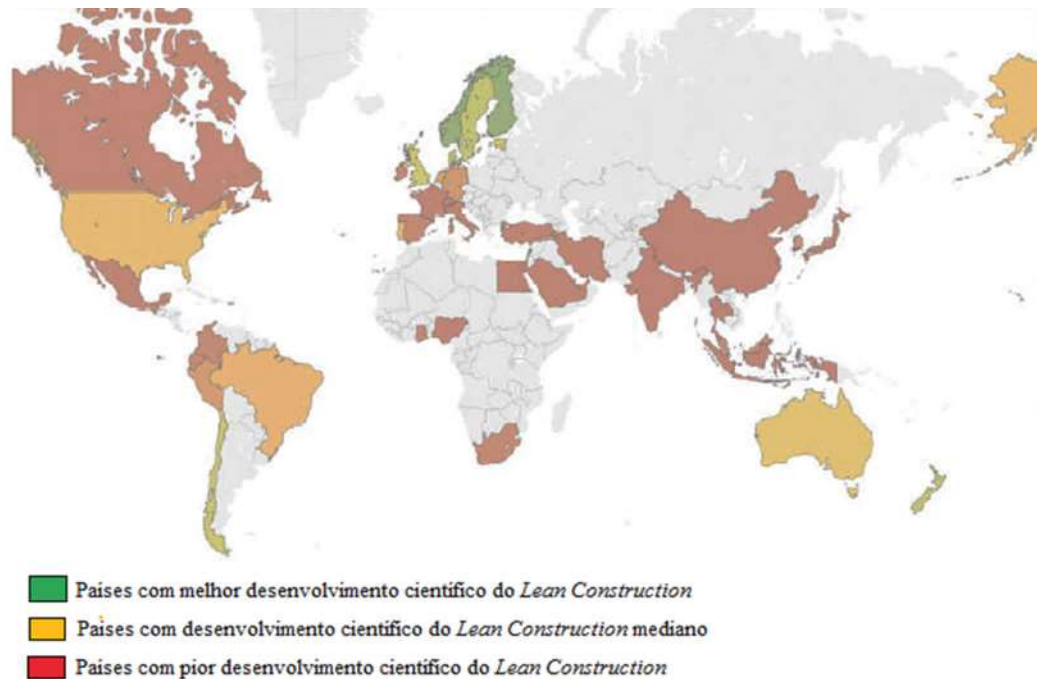 Países com melhor desenvolvimento científico do Lean Construction
Países com desenvolvimento científico do Lean Construction mediano
Países com pior desenvolvimento científico do Lean Construction